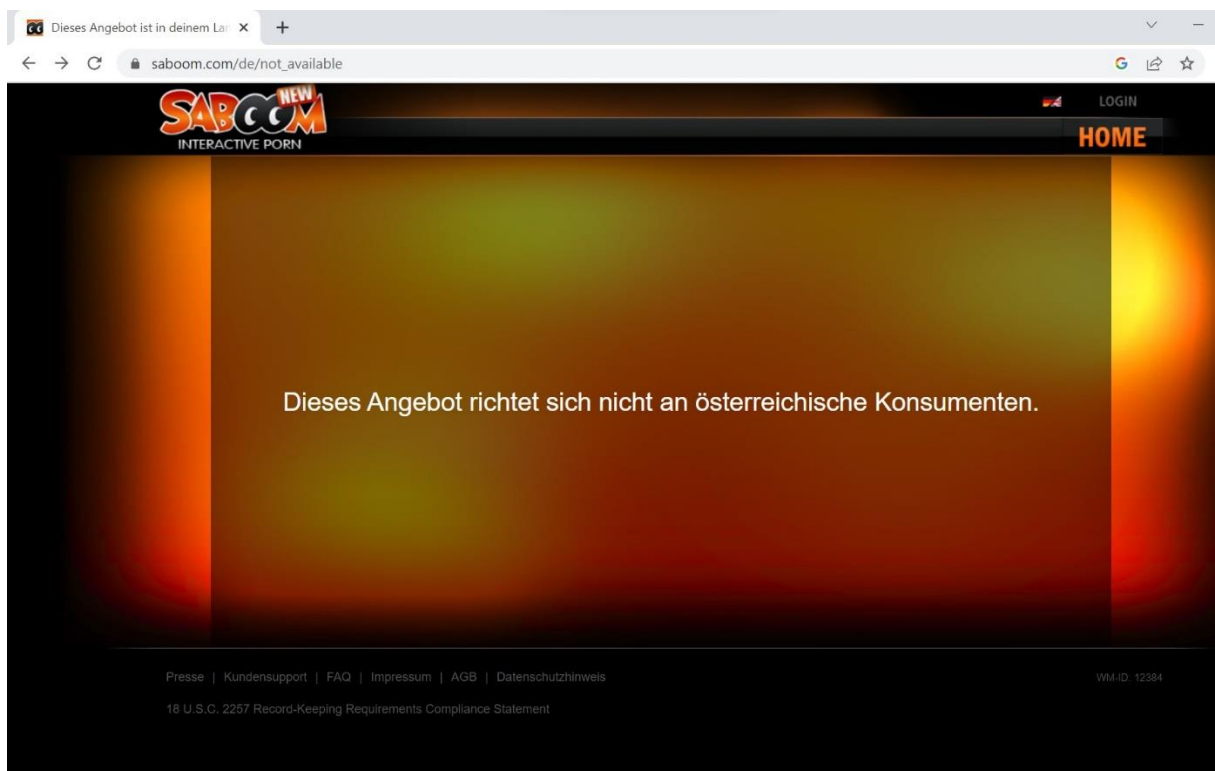 Dieses Angebot ist in deinem Lan
saboom.com/de/not_available
SABOOM NEW
LOGIN
INTERACTIVE PORN
HOME
Dieses Angebot richtet sich nicht an österreichische Konsumenten.
Presse | Kundensupport | FAQ | Impressum | AGB | Datenschutzhinweis
WM-ID: 12384
18 U.S.C. 2257 Record-Keeping Requirements Compliance Statement